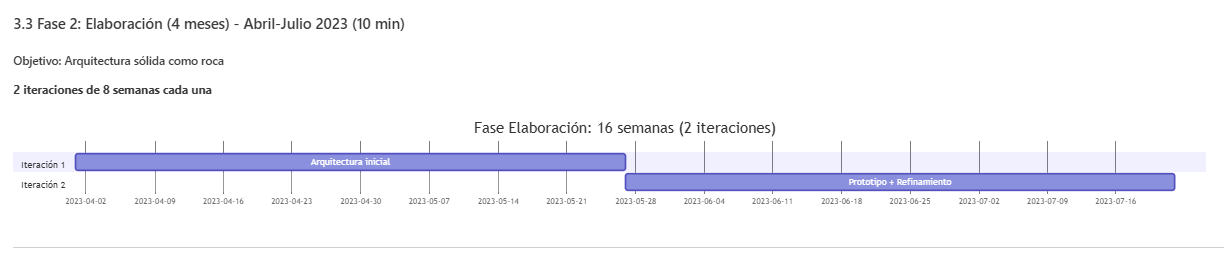 3.3 Fase 2: Elaboración (4 meses) - Abril-Julio 2023 (10 min)
Objetivo: Arquitectura sólida como roca
2 iteraciones de 8 semanas cada una
Fase Elaboración: 16 semanas (2 iteraciones)
Iteración 1 Arquitectura inicial
Iteración 2 Prototipo + Refinamiento
2023-04-02 2023-04-09 2023-04-16 2023-04-23 2023-04-30 2023-05-07 2023-05-14 2023-05-21 2023-05-28 2023-06-04 2023-06-11 2023-06-18 2023-06-25 2023-07-02 2023-07-09 2023-07-16